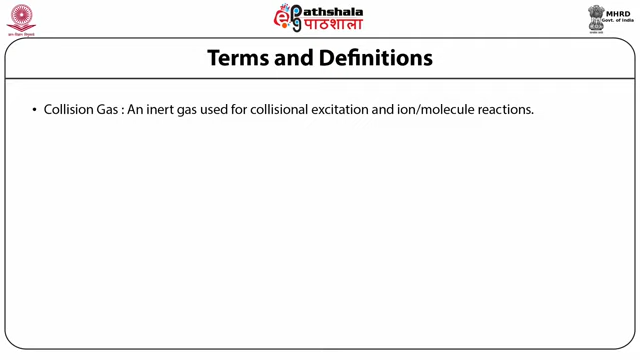 ePathshala
पाठशाला
MHRD
Govt. of India
Terms and Definitions
• Collision Gas : An inert gas used for collisional excitation and ion/molecule reactions.